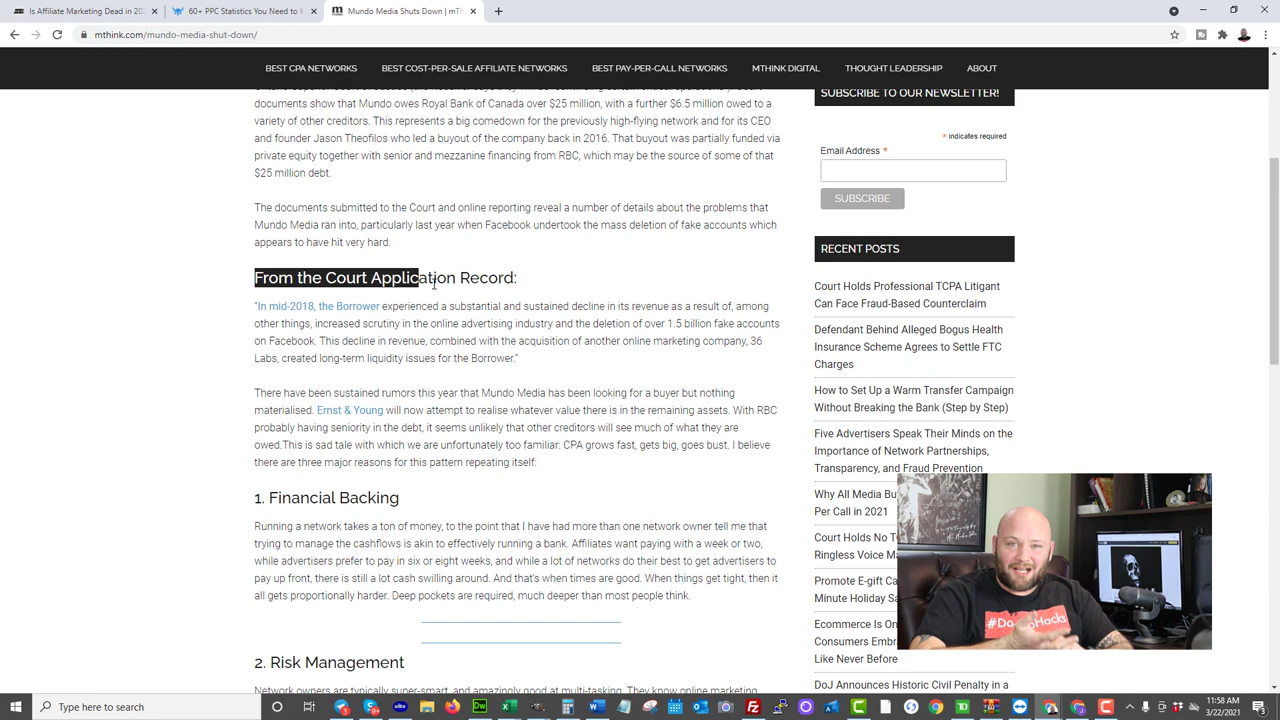 Is Affiliate Marketing Dead in 202
60+ PPC Statistics You Need to K
Mundo Media Shuts Down | mTh
mthink.com/mundo-media-shut-down/
BEST CPA NETWORKS BEST COST-PER-SALE AFFILIATE NETWORKS BEST PAY-PER-CALL NETWORKS MTHINK DIGITAL THOUGHT LEADERSHIP ABOUT
documents show that Mundo owes Royal Bank of Canada over $25 million, with a further $6.5 million owed to a
variety of other creditors. This represents a big comedown for the previously high-flying network and for its CEO
and founder Jason Theofilos who led a buyout of the company back in 2016. That buyout was partially funded via
private equity together with senior and mezzanine financing from RBC, which may be the source of some of that
$25 million debt.
The documents submitted to the Court and online reporting reveal a number of details about the problems that
Mundo Media ran into, particularly last year when Facebook undertook the mass deletion of fake accounts which
appears to have hit very hard.
From the Court Application Record:
“In mid-2018, the Borrower experienced a substantial and sustained decline in its revenue as a result of, among
other things, increased scrutiny in the online advertising industry and the deletion of over 1.5 billion fake accounts
on Facebook. This decline in revenue, combined with the acquisition of another online marketing company, 36
Labs, created long-term liquidity issues for the Borrower.”
There have been sustained rumors this year that Mundo Media has been looking for a buyer but nothing
materialised. Ernst & Young will now attempt to realise whatever value there is in the remaining assets. With RBC
probably having seniority in the debt, it seems unlikely that other creditors will see much of what they are
owed.This is sad tale with which we are unfortunately too familiar: CPA grows fast, gets big, goes bust. I believe
there are three major reasons for this pattern repeating itself:
1. Financial Backing
Running a network takes a ton of money, to the point that I have had more than one network owner tell me that
trying to manage the cashflows is akin to effectively running a bank. Affiliates want paying with a week or two,
while advertisers prefer to pay in six or eight weeks, and while a lot of networks do their best to get advertisers to
pay up front, there is still a lot cash swilling around. And that’s when times are good. When things get tight, then it
all gets proportionally harder. Deep pockets are required, much deeper than most people think.
2. Risk Management
Network owners are typically super-smart, and amazingly good at multi-tasking. They know online marketing
SUBSCRIBE TO OUR NEWSLETTER!
* indicates required
Email Address *
SUBSCRIBE
RECENT POSTS
Court Holds Professional TCPA Litigant
Can Face Fraud-Based Counterclaim
Defendant Behind Alleged Bogus Health
Insurance Scheme Agrees to Settle FTC
Charges
How to Set Up a Warm Transfer Campaign
Without Breaking the Bank (Step by Step)
Five Advertisers Speak Their Minds on the
Importance of Network Partnerships,
Transparency, and Fraud Prevention
Why All Media Bu
Per Call in 2021
Court Holds No T
Ringless Voice Ma
Promote E-gift Ca
Minute Holiday Sa
Ecommerce Is On
Consumers Embr
Like Never Before
DoJ Announces Historic Civil Penalty in a
Type here to search
11:58 AM
3/22/2021